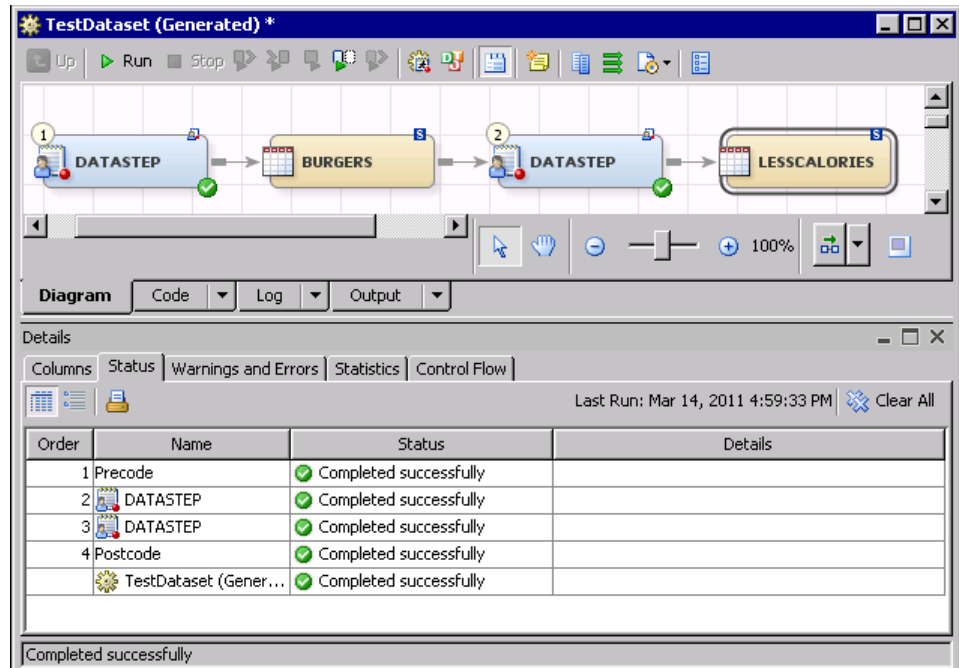 TestDataset (Generated) *
Up Run Stop
1 2
DATASTEP BURGERS DATASTEP LESSCALORIES
100%
Diagram Code Log Output
Details
Columns Status Warnings and Errors Statistics Control Flow
Last Run: Mar 14, 2011 4:59:33 PM Clear All
Order Name Status Details
1 Precode Completed successfully
2 DATASTEP Completed successfully
3 DATASTEP Completed successfully
4 Postcode Completed successfully
TestDataset (Gener... Completed successfully
Completed successfully